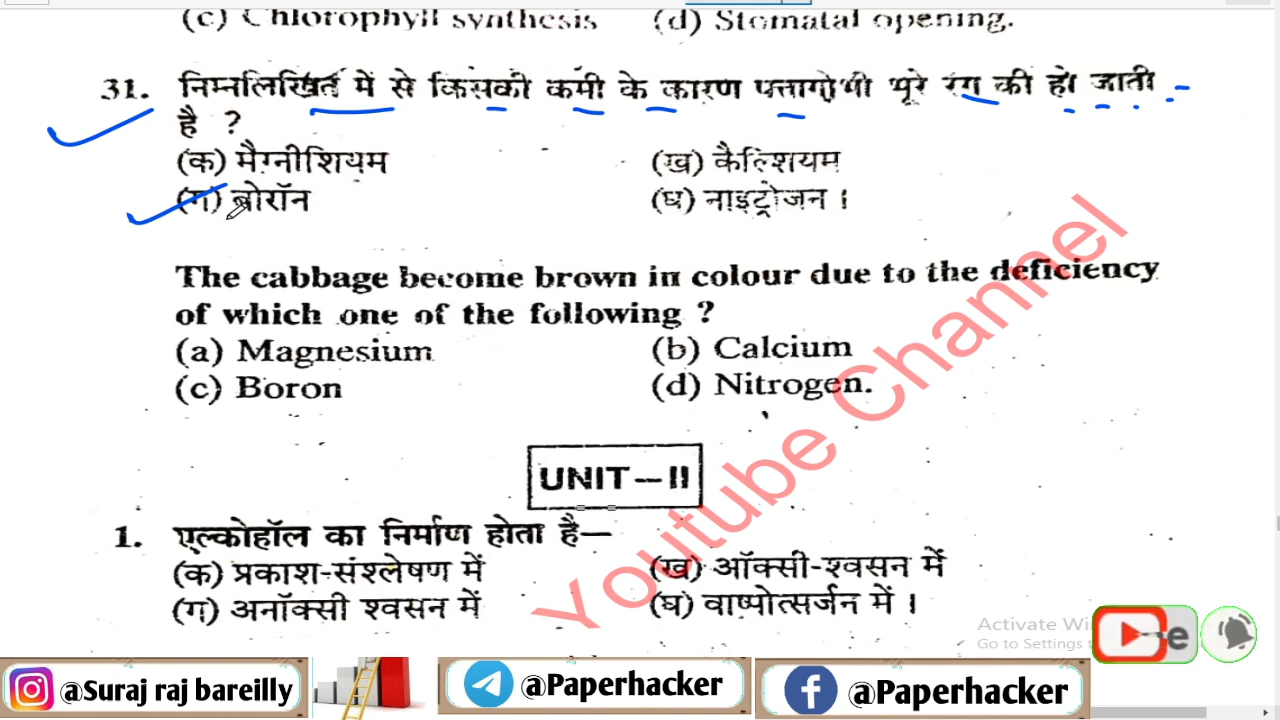 (c) Chlorophyll synthesis (d) Stomatal opening.
31. निम्नलिखित में से किसकी कमी के कारण पत्तागोभी भूरे रंग की हो जाती
है ?
(क) मैग्नीशियम (ख) कैल्शियम
(ग) बोरॉन (घ) नाइट्रोजन ।
The cabbage become brown in colour due to the deficiency
of which one of the following ?
(a) Magnesium (b) Calcium
(c) Boron (d) Nitrogen.
UNIT–II
1. एल्कोहॉल का निर्माण होता है—
(क) प्रकाश-संश्लेषण में (ख) ऑक्सी-श्वसन में
(ग) अनॉक्सी श्वसन में (घ) वाष्पोत्सर्जन में ।
Youtube Channel
Activate
Go to Settings
@Suraj raj bareilly
@Paperhacker
@Paperhacker